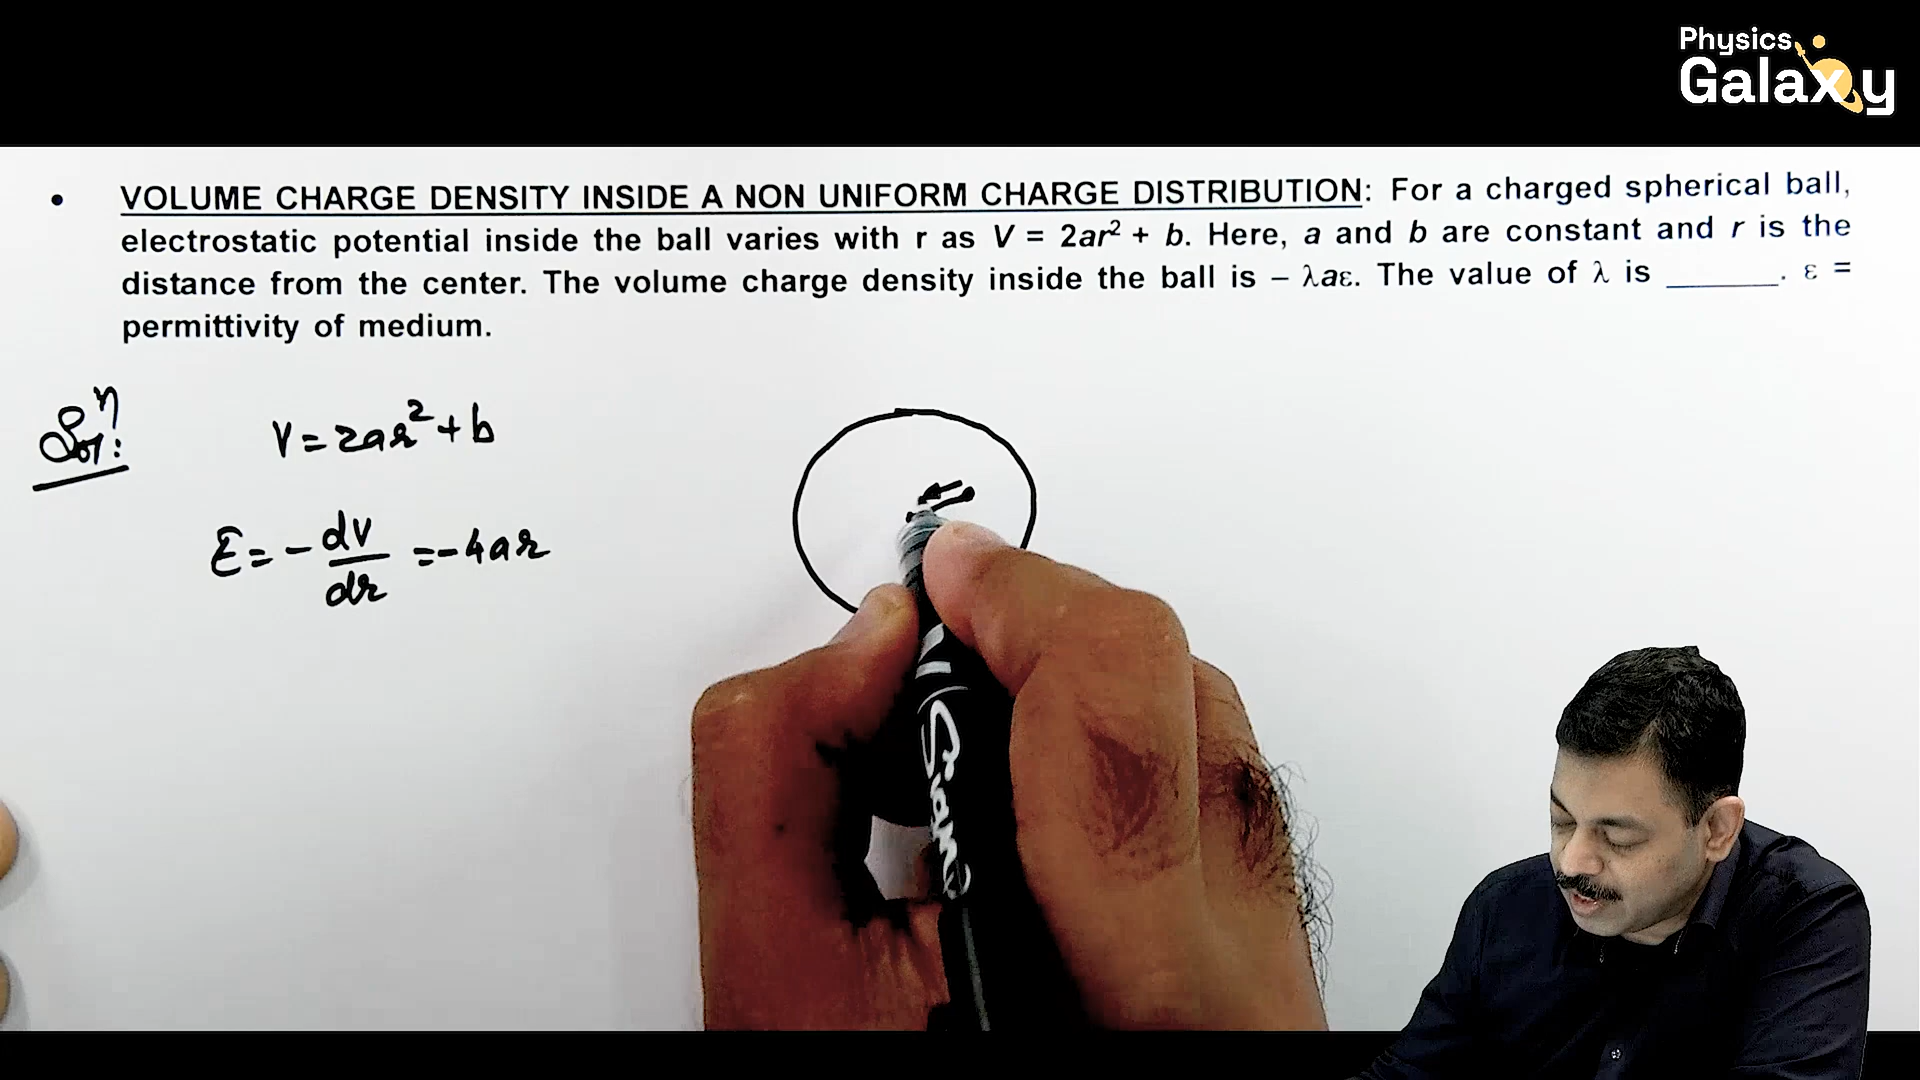 Physics
Galaxy
• VOLUME CHARGE DENSITY INSIDE A NON UNIFORM CHARGE DISTRIBUTION: For a charged spherical ball,
electrostatic potential inside the ball varies with r as V = 2ar² + b. Here, a and b are constant and r is the
distance from the center. The volume charge density inside the ball is – λaε. The value of λ is ______. ε =
permittivity of medium.
Solⁿ:
V = 2ar² + b
E = - dV/dr = -4ar